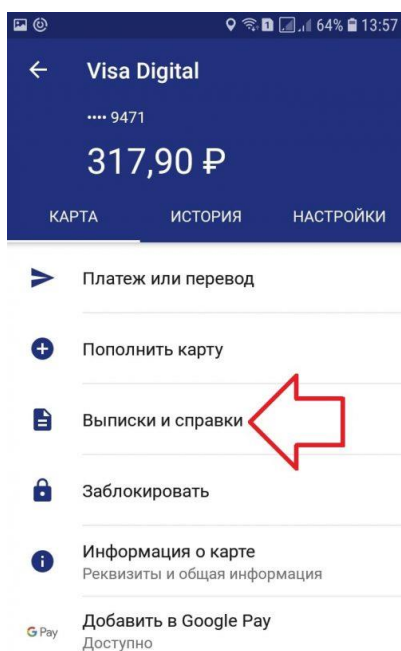 64% 13:57
Visa Digital
•••• 9471
317,90 ₽
КАРТА ИСТОРИЯ НАСТРОЙКИ
Платеж или перевод
Пополнить карту
Выписки и справки
Заблокировать
Информация о карте
Реквизиты и общая информация
G Pay
Добавить в Google Pay
Доступно